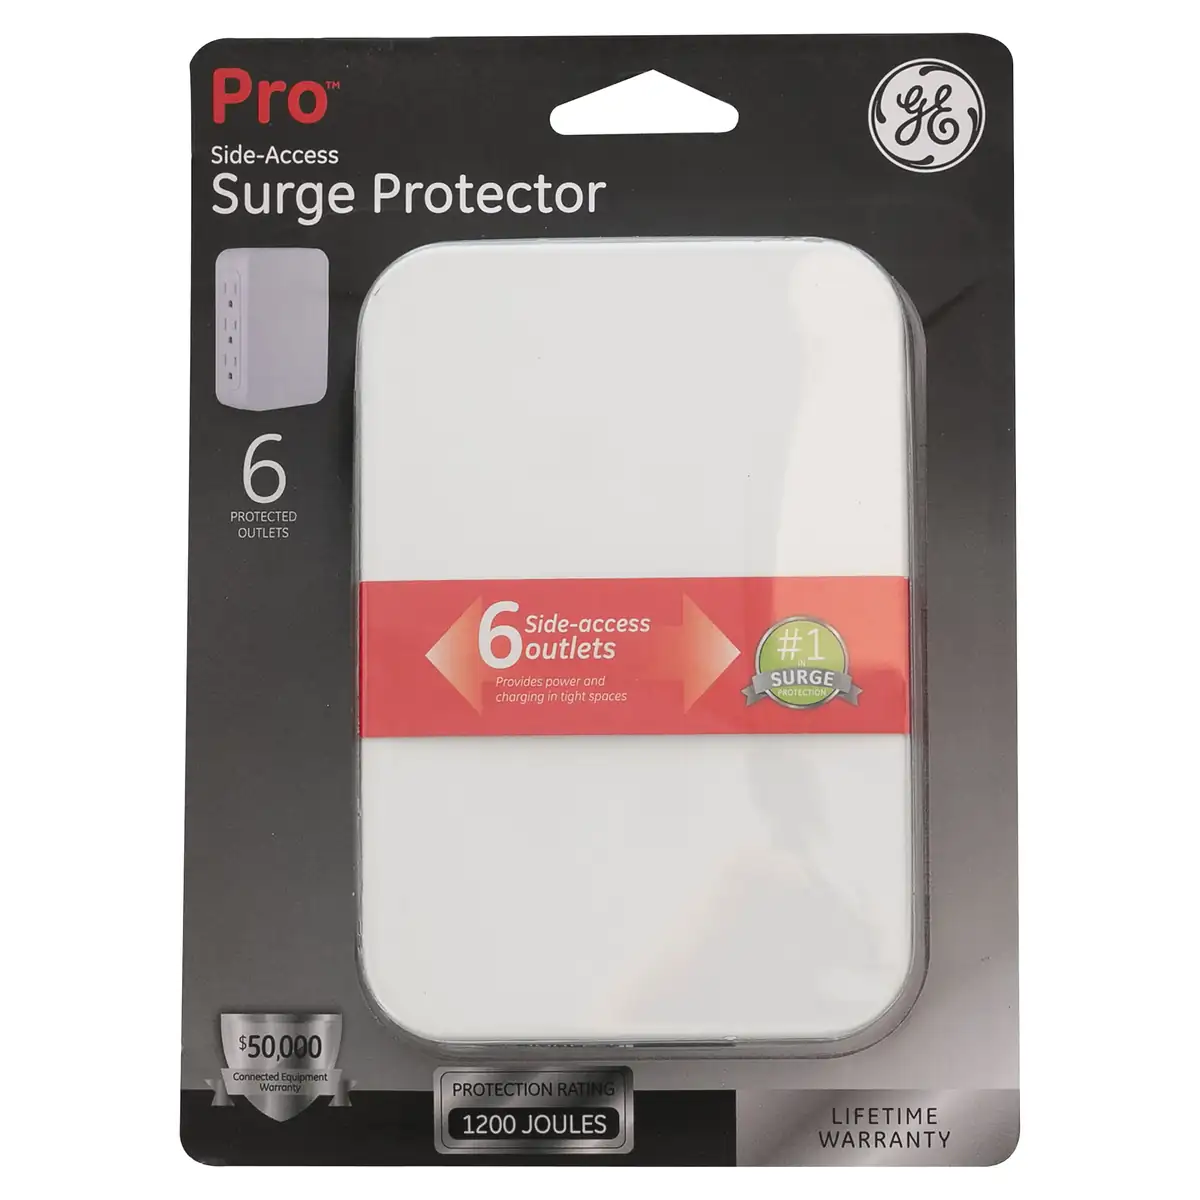 Pro™
GE
Side-Access
Surge Protector
6
PROTECTED
OUTLETS
6 Side-access
outlets
Provides power and
charging in tight spaces
#1
IN
SURGE
PROTECTION
$50,000
Connected Equipment
Warranty
PROTECTION RATING
1200 JOULES
LIFETIME
WARRANTY